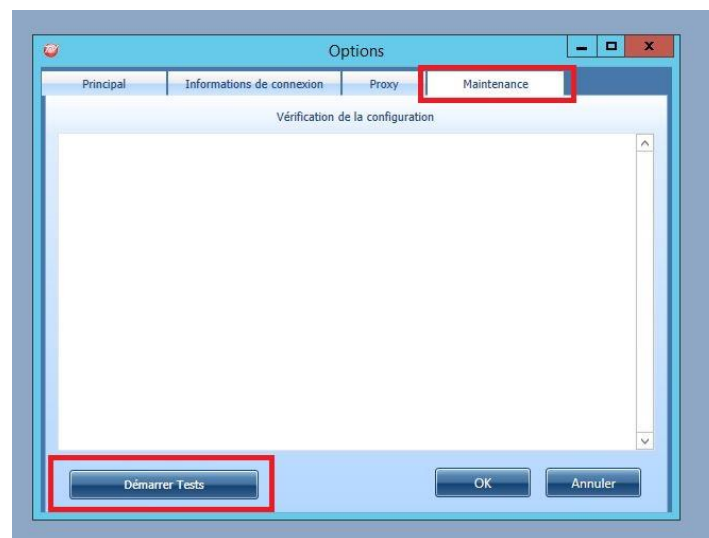 Options
Principal
Informations de connexion
Proxy
Maintenance
Vérification de la configuration
Démarrer Tests
OK
Annuler